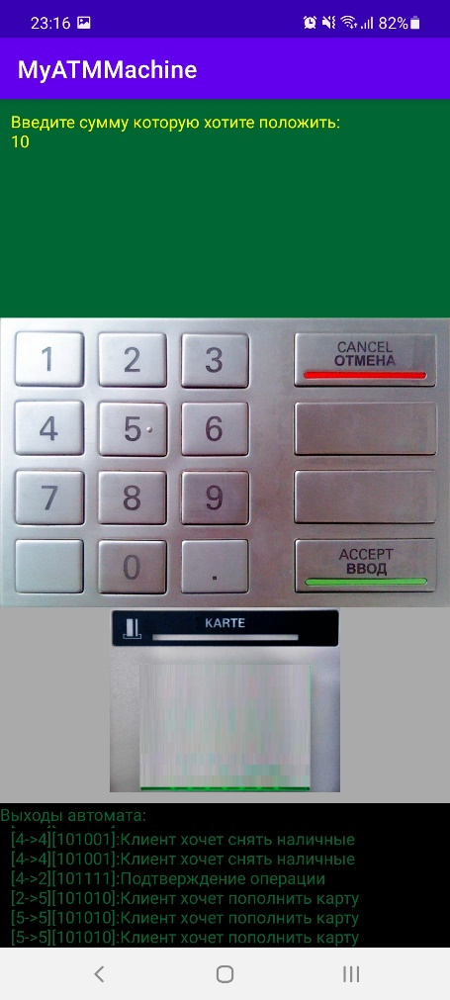 23:16 82%
MyATMMachine
Введите сумму которую хотите положить:
10
1 2 3 CANCEL
ОТМЕНА
4 5 6
7 8 9
0 . ACCEPT
ВВОД
KARTE
Выходы автомата:
[4->4][101001]:Клиент хочет снять наличные
[4->4][101001]:Клиент хочет снять наличные
[4->2][101111]:Подтверждение операции
[2->5][101010]:Клиент хочет пополнить карту
[5->5][101010]:Клиент хочет пополнить карту
[5->5][101010]:Клиент хочет пополнить карту